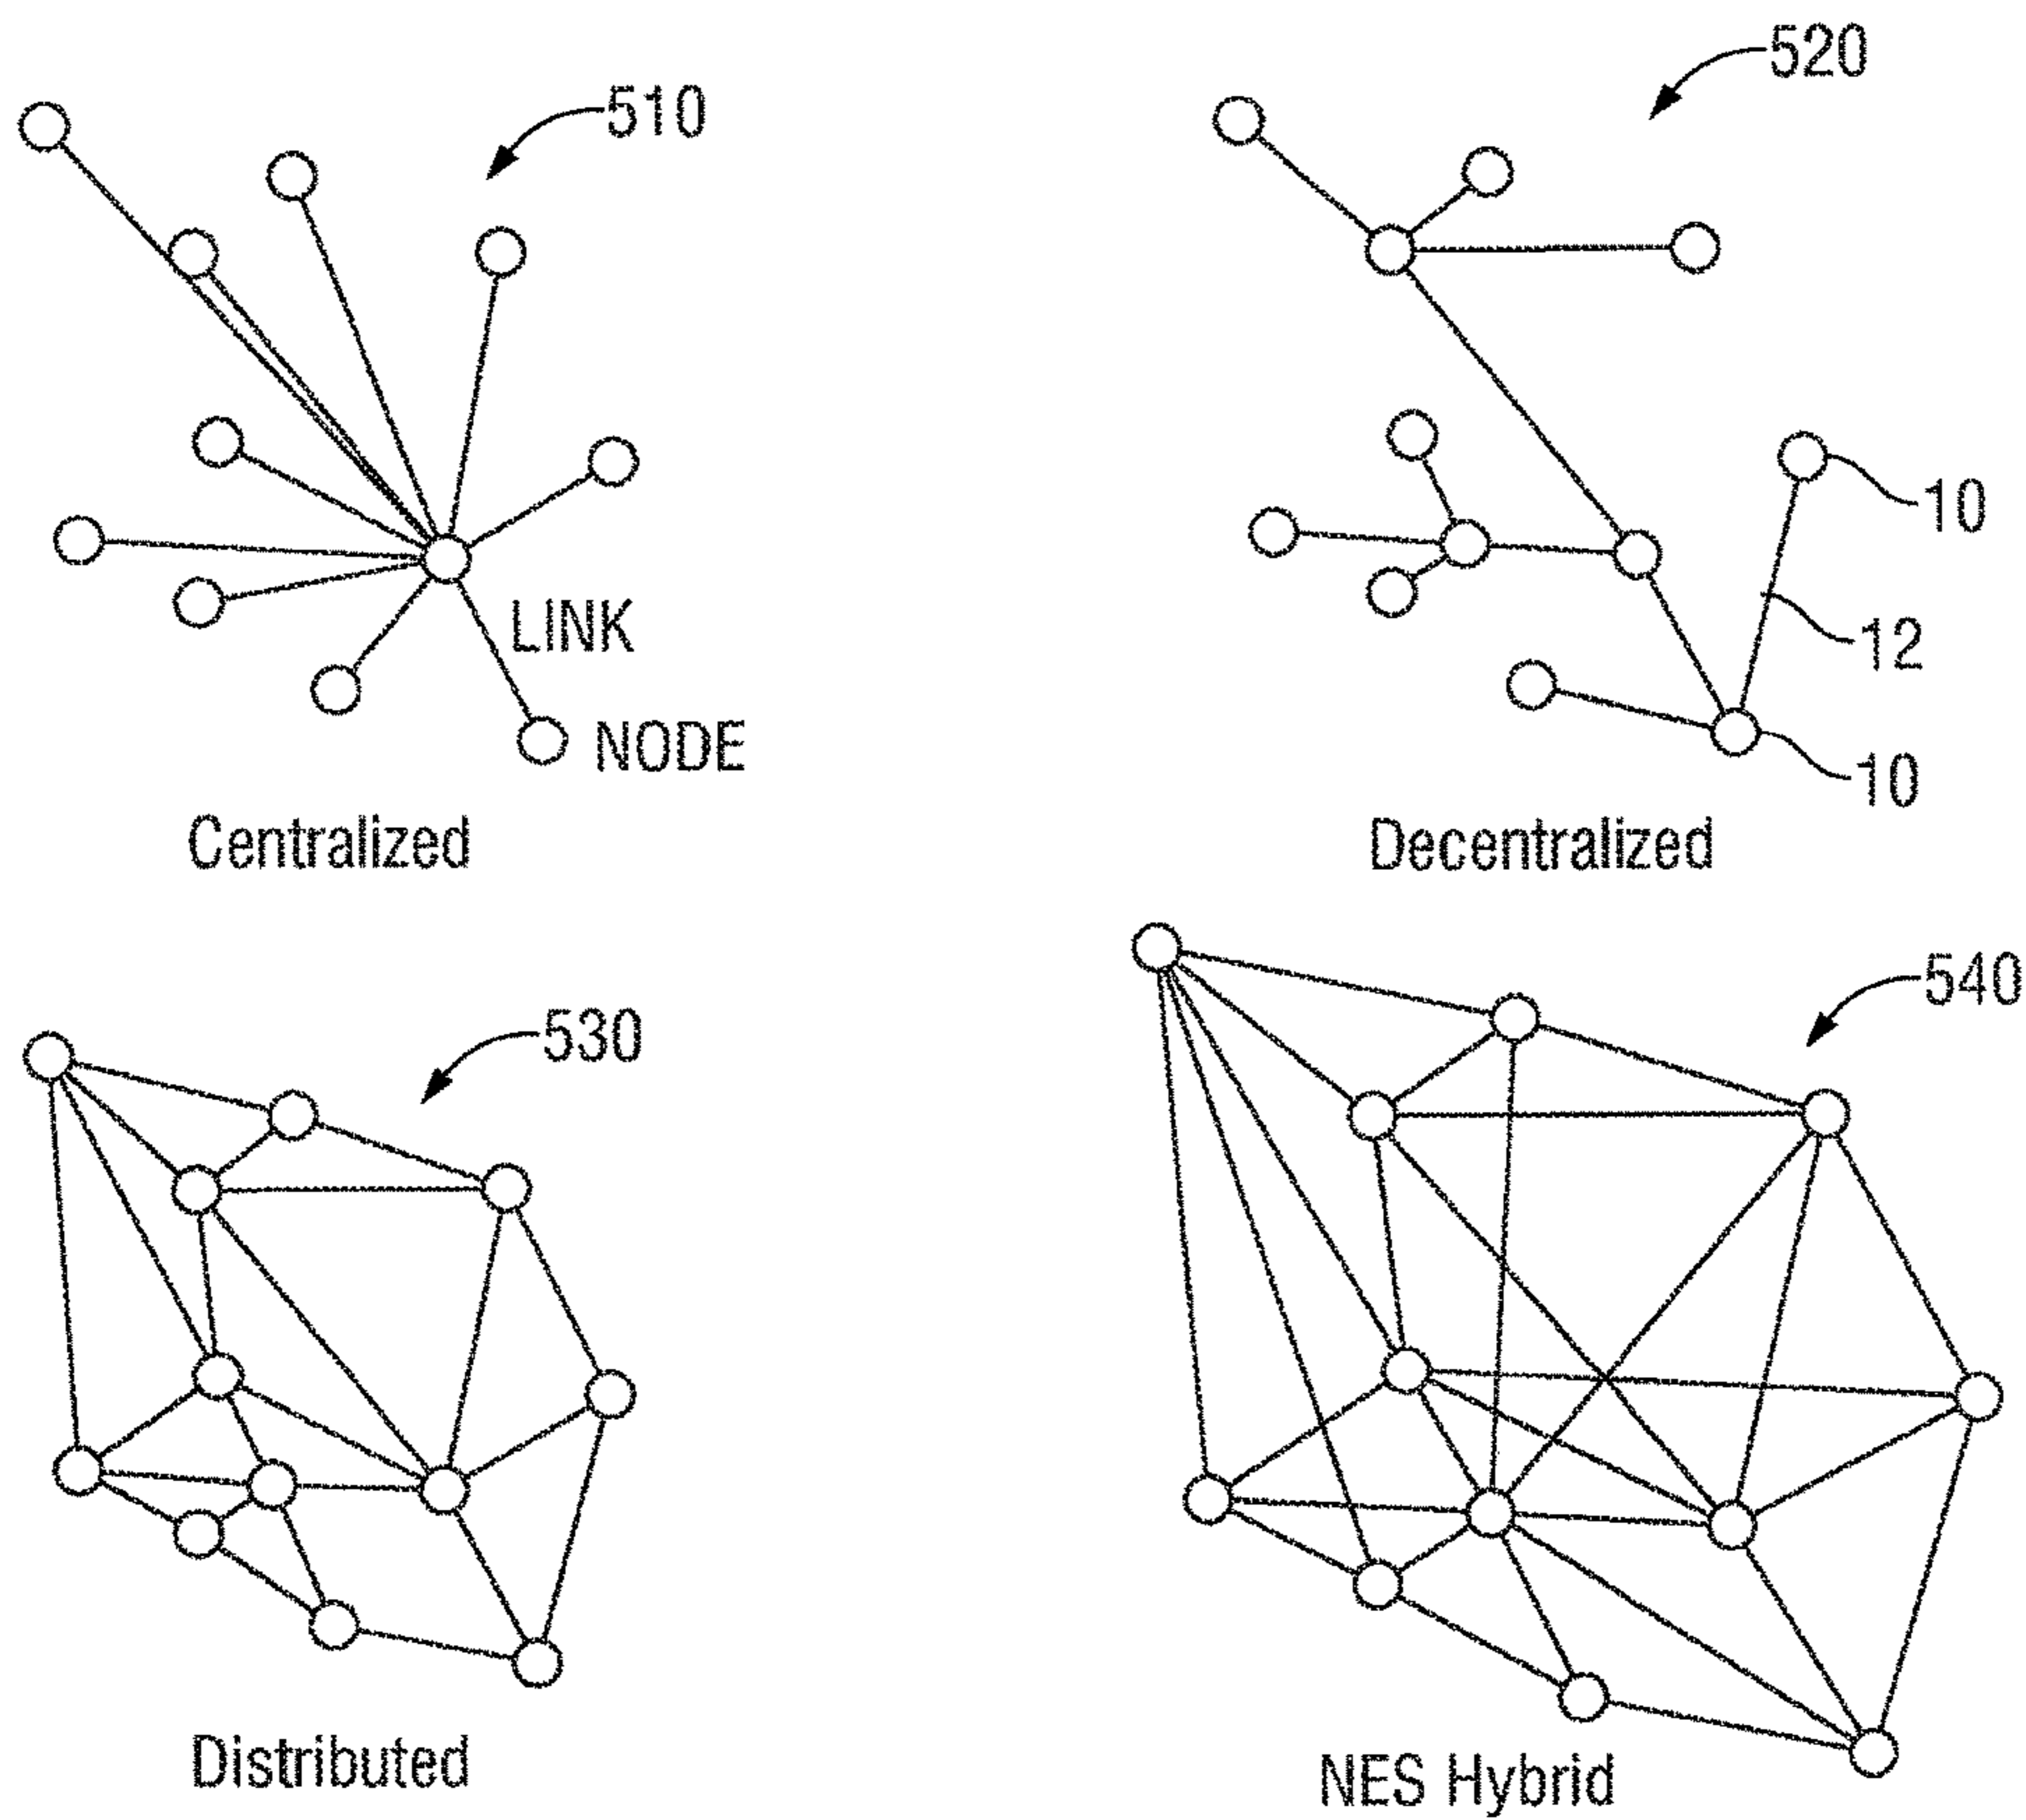 510
520
10
LINK
12
NODE
10
Centralized
Decentralized
530
540
Distributed
NES Hybrid